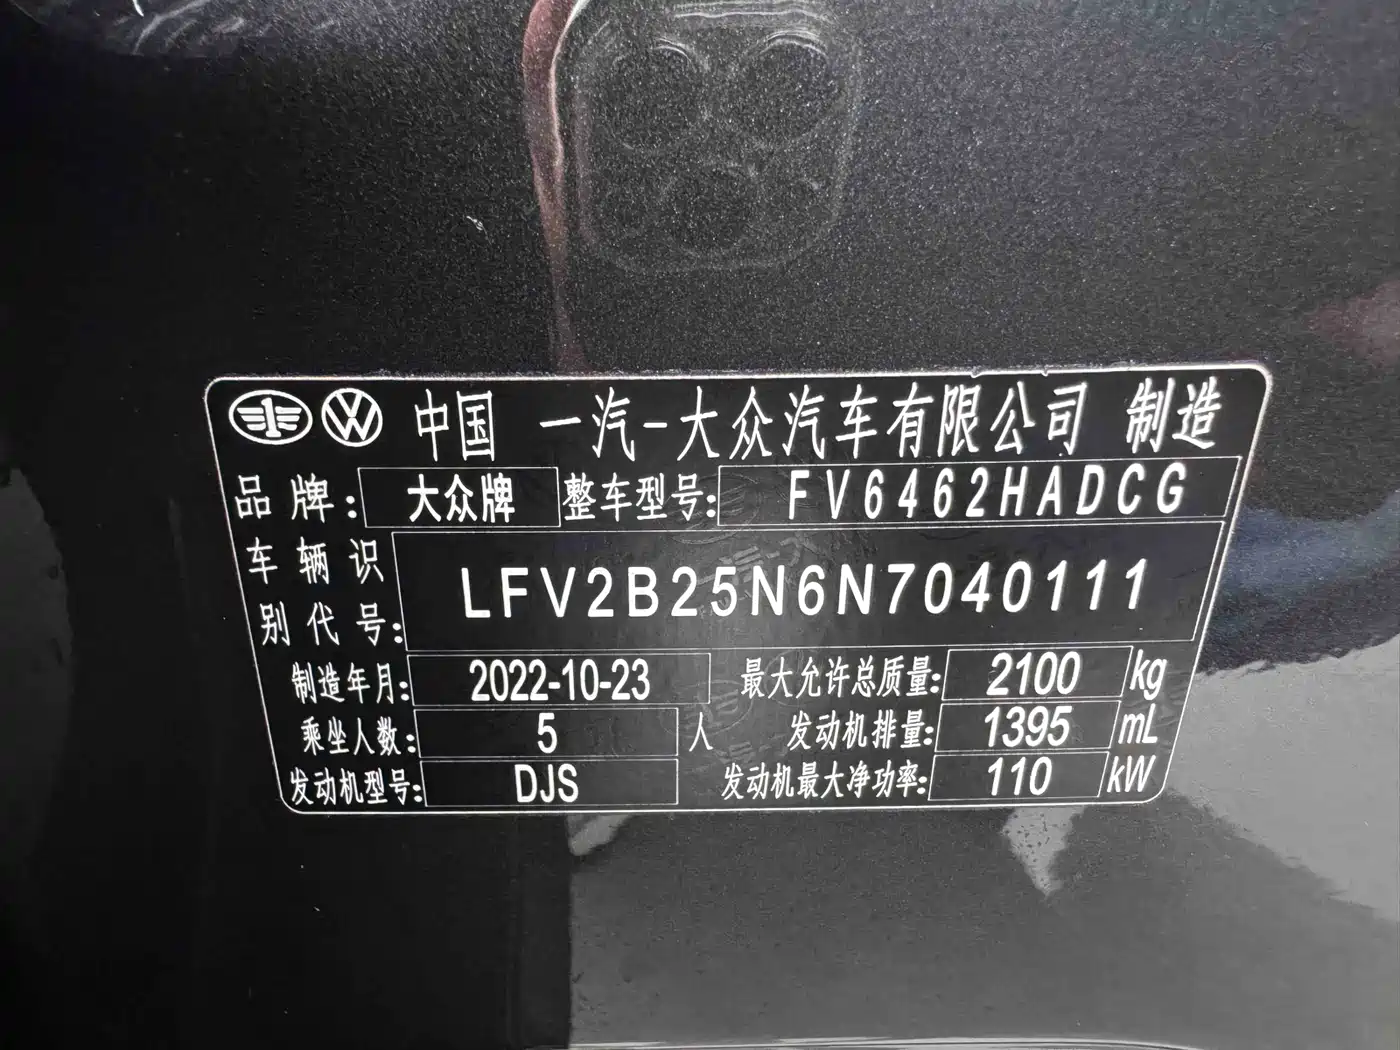 中国 一汽-大众汽车有限公司 制造
品牌: 大众牌 整车型号: FV6462HADCG
车辆识别代号: LFV2B25N6N7040111
制造年月: 2022-10-23 最大允许总质量: 2100 kg
乘坐人数: 5 人 发动机排量: 1395 mL
发动机型号: DJS 发动机最大净功率: 110 kW